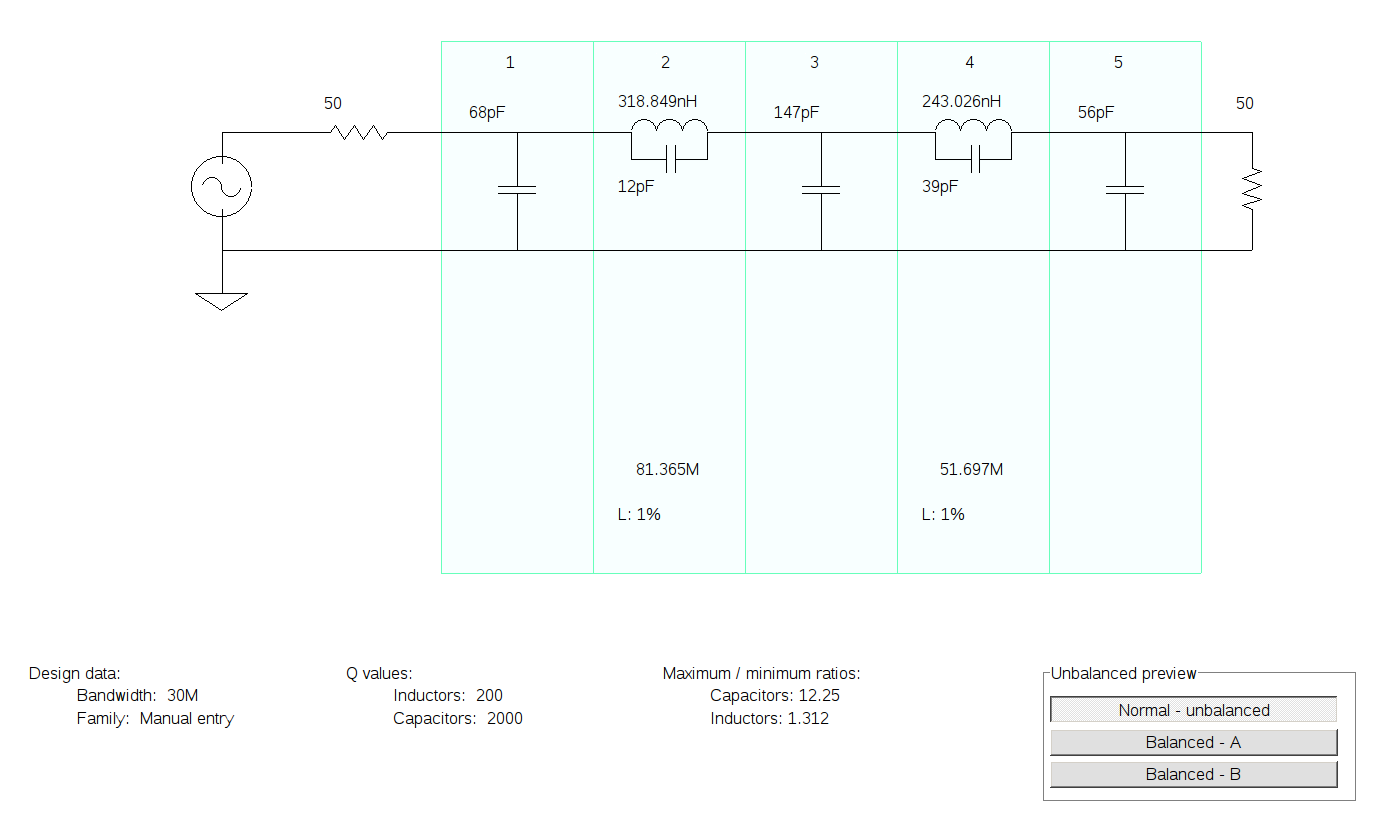 1
2
3
4
5
50
68pF
318.849nH
147pF
243.026nH
56pF
50
12pF
39pF
81.365M
51.697M
L: 1%
L: 1%
Design data:
Bandwidth: 30M
Family: Manual entry
Q values:
Inductors: 200
Capacitors: 2000
Maximum / minimum ratios:
Capacitors: 12.25
Inductors: 1.312
Unbalanced preview
Normal - unbalanced
Balanced - A
Balanced - B